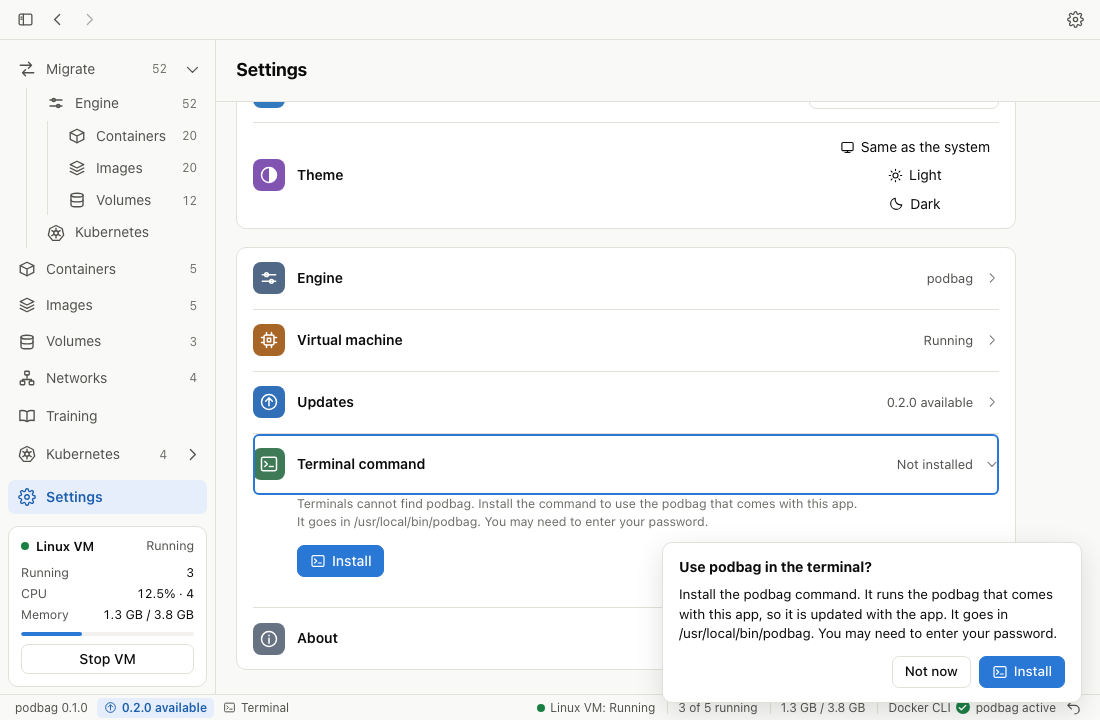 Migrate 52
Engine 52
Containers 20
Images 20
Volumes 12
Kubernetes
Containers 5
Images 5
Volumes 3
Networks 4
Training
Kubernetes 4
Settings
Linux VM Running
Running 3
CPU 12.5% · 4
Memory 1.3 GB / 3.8 GB
Stop VM
Settings
Theme
Same as the system
Light
Dark
Engine podbag
Virtual machine Running
Updates 0.2.0 available
Terminal command Not installed
Terminals cannot find podbag. Install the command to use the podbag that comes with this app.
It goes in /usr/local/bin/podbag. You may need to enter your password.
Install
About
Use podbag in the terminal?
Install the podbag command. It runs the podbag that comes
with this app, so it is updated with the app. It goes in
/usr/local/bin/podbag. You may need to enter your password.
Not now Install
podbag 0.1.0 0.2.0 available Terminal Linux VM: Running 3 of 5 running 1.3 GB / 3.8 GB Docker CLI podbag active